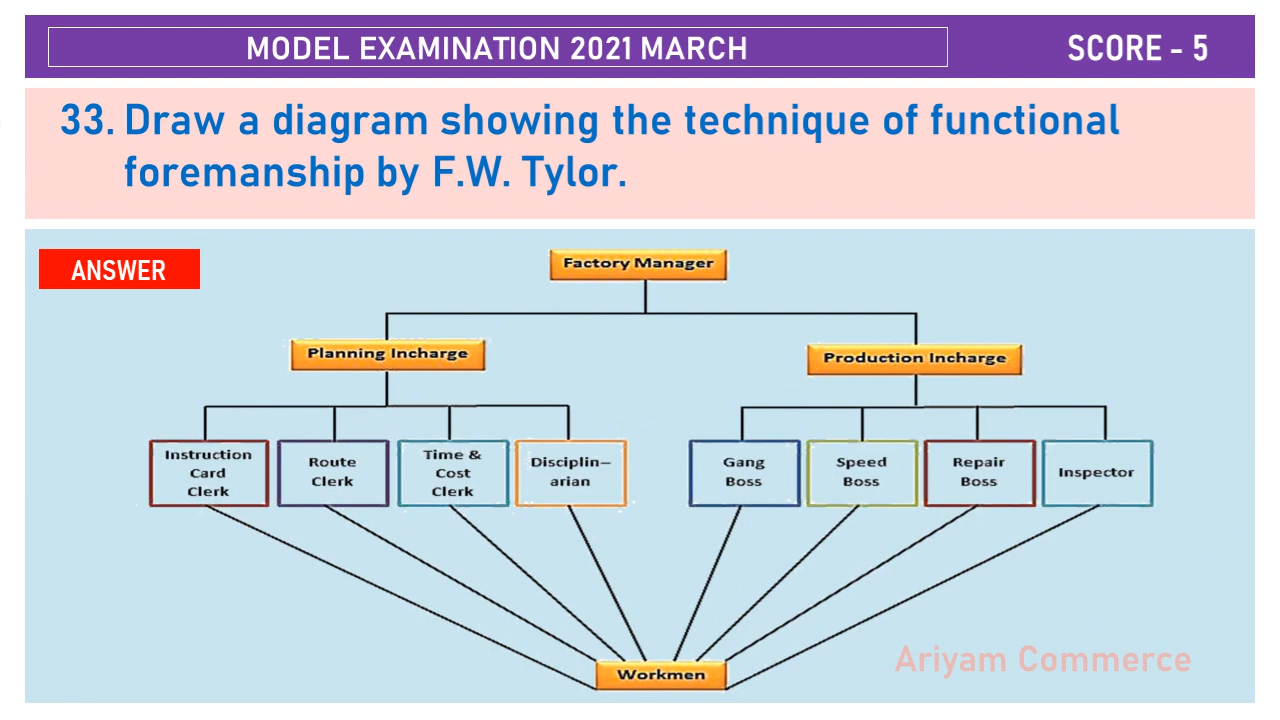 MODEL EXAMINATION 2021 MARCH
SCORE - 5
33. Draw a diagram showing the technique of functional
foremanship by F.W. Tylor.
ANSWER
Factory Manager
Planning Incharge
Production Incharge
Instruction
Card
Clerk
Route
Clerk
Time &
Cost
Clerk
Disciplin–
arian
Gang
Boss
Speed
Boss
Repair
Boss
Inspector
Workmen
Ariyam Commerce